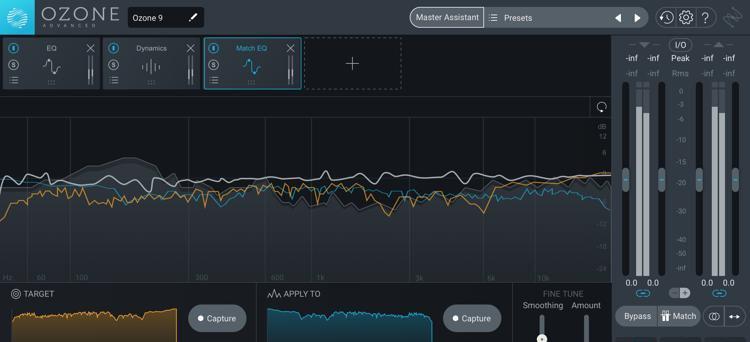 OZONE
ADVANCED
Ozone 9
Master Assistant
Presets
?
EQ
Dynamics
Match EQ
S
S
S
+
I/O
-inf -inf Peak -inf -inf
-inf -inf Rms -inf -inf
0
-3
-6
-10
-15
-20
-30
-40
-50
-inf
dB
12
6
-12
-18
-24
Hz 60 100 300 600 1k 3k 6k 10k
0.0 0.0 0.0 0.0
TARGET
Capture
APPLY TO
Capture
FINE TUNE
Smoothing Amount
Bypass
Match